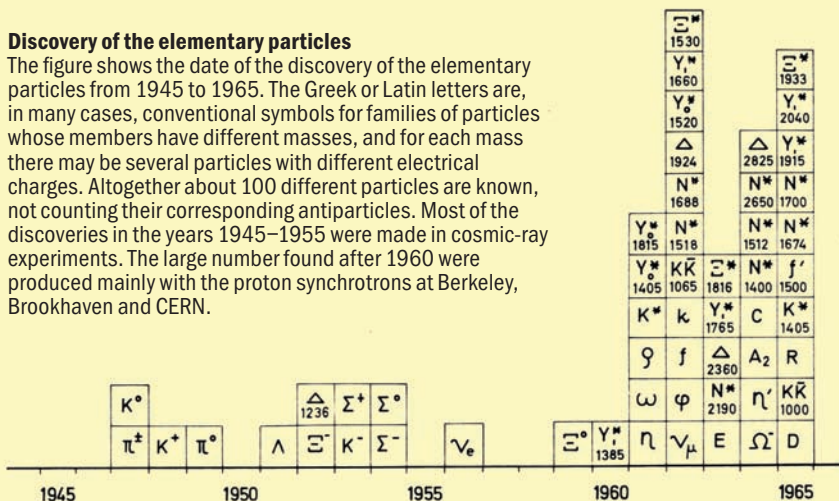 Discovery of the elementary particles
The figure shows the date of the discovery of the elementary
particles from 1945 to 1965. The Greek or Latin letters are,
in many cases, conventional symbols for families of particles
whose members have different masses, and for each mass
there may be several particles with different electrical
charges. Altogether about 100 different particles are known,
not counting their corresponding antiparticles. Most of the
discoveries in the years 1945–1955 were made in cosmic-ray
experiments. The large number found after 1960 were
produced mainly with the proton synchrotrons at Berkeley,
Brookhaven and CERN.
Ξ*
1530
Y₁* Ξ*
1660 1933
Y₀* Y₁*
1520 2040
Δ Δ Y₁*
1924 2825 1915
N* N* N*
1688 2650 1700
Y₀* N* N* N*
1815 1518 1512 1674
Y₀* KK̄ Ξ* N* f′
1405 1065 1816 1400 1500
K* k Y₁* C K*
1765 1405
ρ f Δ A₂ R
2360
K⁰ Δ Σ⁺ Σ⁰ ω φ N* η′ KK̄
1236 2190 1000
π± K⁺ π⁰ Λ Ξ⁻ K⁻ Σ⁻ νₑ Ξ⁰ Y₁* η ν_μ E Ω⁻ D
1385
1945 1950 1955 1960 1965